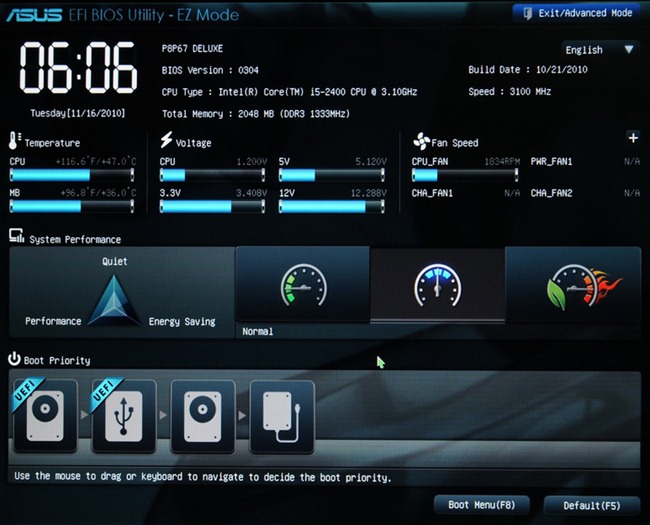 ASUS EFI BIOS Utility - EZ Mode
Exit/Advanced Mode
06:06
Tuesday[11/16/2010]
P8P67 DELUXE
English
BIOS Version : 0304
Build Date : 10/21/2010
CPU Type : Intel(R) Core(TM) i5-2400 CPU @ 3.10GHz
Speed : 3100 MHz
Total Memory : 2048 MB (DDR3 1333MHz)
Temperature
CPU +116.6°F/+47.0°C
MB +96.8°F/+36.0°C
Voltage
CPU 1.200V 5V 5.120V
3.3V 3.408V 12V 12.288V
Fan Speed +
CPU_FAN 1834RPM PWR_FAN1 N/A
CHA_FAN1 N/A CHA_FAN2 N/A
System Performance
Quiet
Performance Energy Saving
Normal
Boot Priority
UEFI UEFI
Use the mouse to drag or keyboard to navigate to decide the boot priority.
Boot Menu(F8) Default(F5)